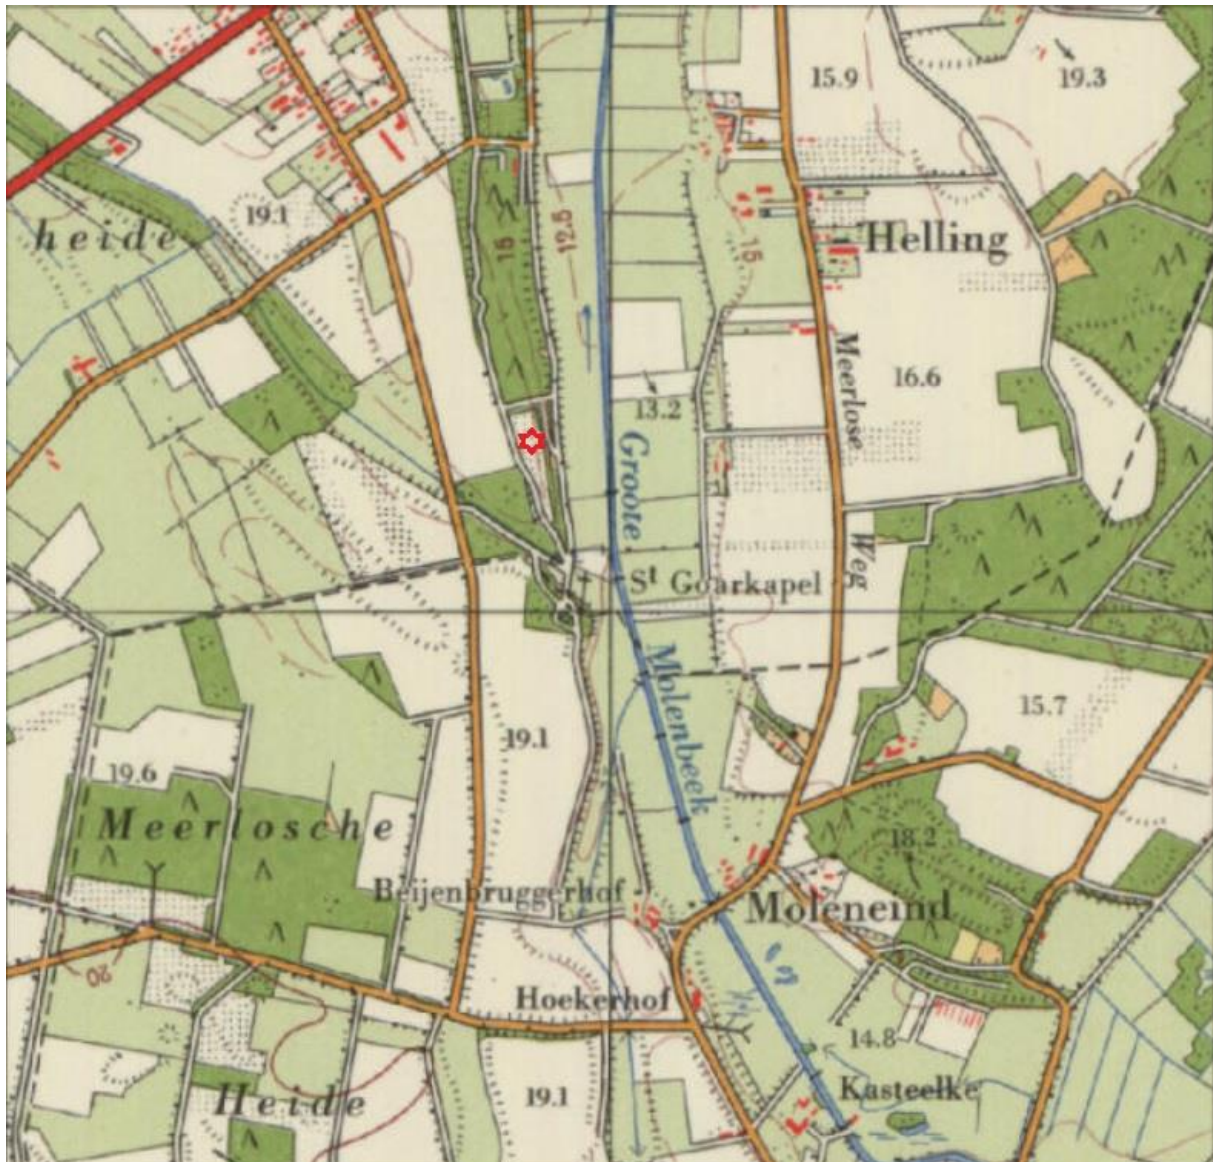 15.9
19.3
heide
19.1
15
12.5
15
Helling
Meerlose
16.6
13.2
Groote
Weg
St Goarkapel
Molenbeek
15.7
19.1
19.6
Meerlosche
18.2
Beijenbruggerhof
Moleneind
20
Hoekerhof
14.8
Kasteelke
Heide
19.1